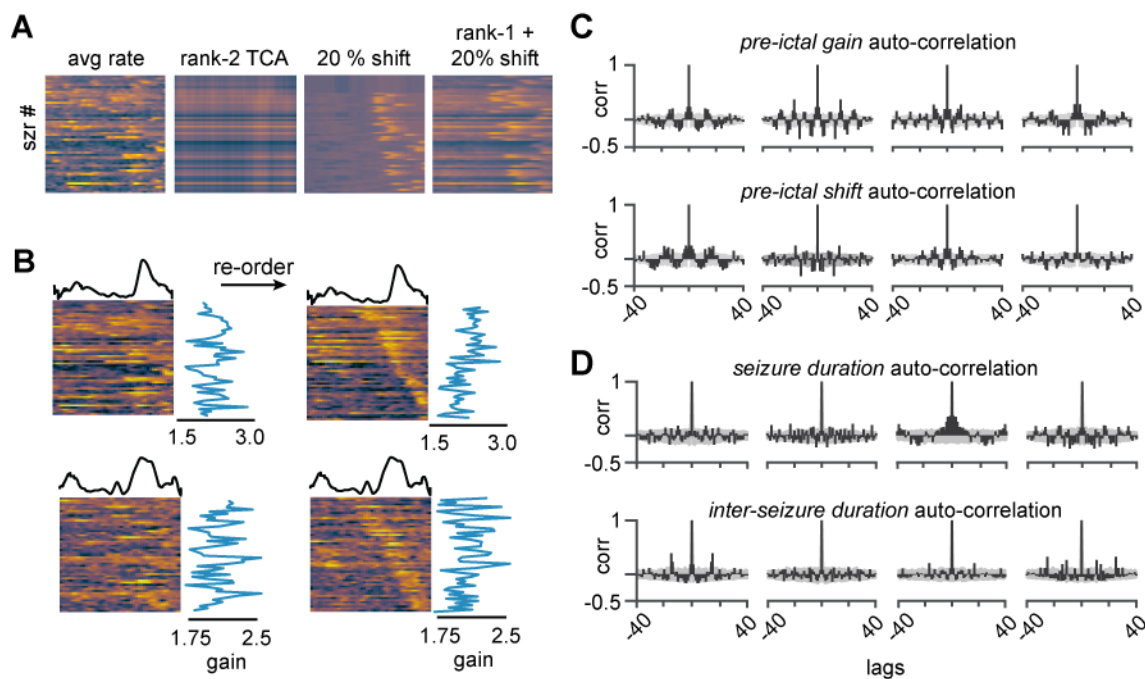 A
avg rate
rank-2 TCA
20 % shift
rank-1 +
20% shift
szr #
B
re-order
1.5 3.0
1.5 3.0
1.75 2.5
gain
1.75 2.5
gain
C
pre-ictal gain auto-correlation
corr
1
-0.5
pre-ictal shift auto-correlation
corr
1
-0.5
-40 40 -40 40 -40 40 -40 40
D
seizure duration auto-correlation
corr
1
-0.5
inter-seizure duration auto-correlation
corr
1
-0.5
-40 40 -40 40 -40 40 -40 40
lags